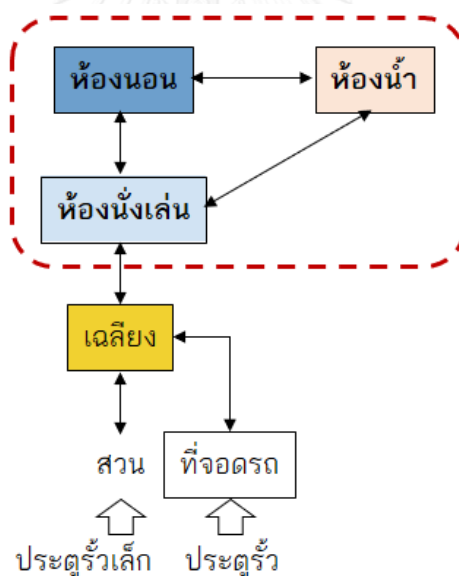 ห้องนอน
ห้องน้ำ
ห้องนั่งเล่น
เฉลียง
สวน
ที่จอดรถ
ประตูรั้วเล็ก
ประตูรั้ว